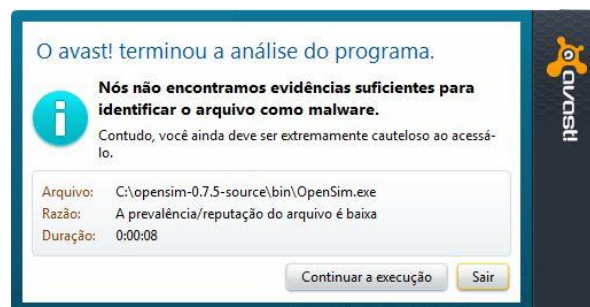 O avast! terminou a análise do programa.
Nós não encontramos evidências suficientes para
identificar o arquivo como malware.
Contudo, você ainda deve ser extremamente cauteloso ao acessá-
lo.
Arquivo: C:\opensim-0.7.5-source\bin\OpenSim.exe
Razão: A prevalência/reputação do arquivo é baixa
Duração: 0:00:08
Continuar a execução Sair
avast!